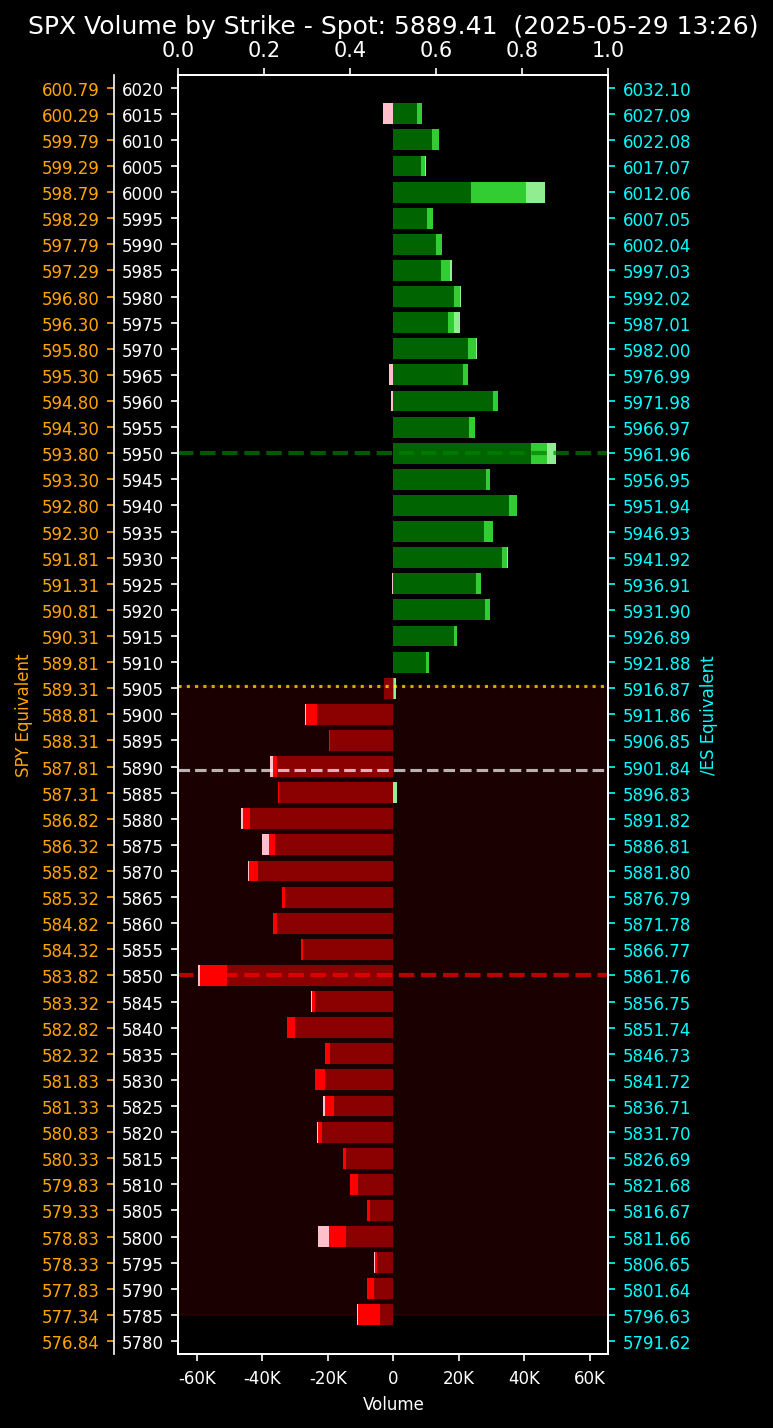 SPX Volume by Strike - Spot: 5889.41 (2025-05-29 13:26)
0.0 0.2 0.4 0.6 0.8 1.0
600.79 6020 6032.10
600.29 6015 6027.09
599.79 6010 6022.08
599.29 6005 6017.07
598.79 6000 6012.06
598.29 5995 6007.05
597.79 5990 6002.04
597.29 5985 5997.03
596.80 5980 5992.02
596.30 5975 5987.01
595.80 5970 5982.00
595.30 5965 5976.99
594.80 5960 5971.98
594.30 5955 5966.97
593.80 5950 5961.96
593.30 5945 5956.95
592.80 5940 5951.94
592.30 5935 5946.93
591.81 5930 5941.92
591.31 5925 5936.91
590.81 5920 5931.90
590.31 5915 5926.89
589.81 5910 5921.88
589.31 5905 5916.87
588.81 5900 5911.86
588.31 5895 5906.85
587.81 5890 5901.84
587.31 5885 5896.83
586.82 5880 5891.82
586.32 5875 5886.81
585.82 5870 5881.80
585.32 5865 5876.79
584.82 5860 5871.78
584.32 5855 5866.77
583.82 5850 5861.76
583.32 5845 5856.75
582.82 5840 5851.74
582.32 5835 5846.73
581.83 5830 5841.72
581.33 5825 5836.71
580.83 5820 5831.70
580.33 5815 5826.69
579.83 5810 5821.68
579.33 5805 5816.67
578.83 5800 5811.66
578.33 5795 5806.65
577.83 5790 5801.64
577.34 5785 5796.63
576.84 5780 5791.62
SPY Equivalent
/ES Equivalent
-60K -40K -20K 0 20K 40K 60K
Volume